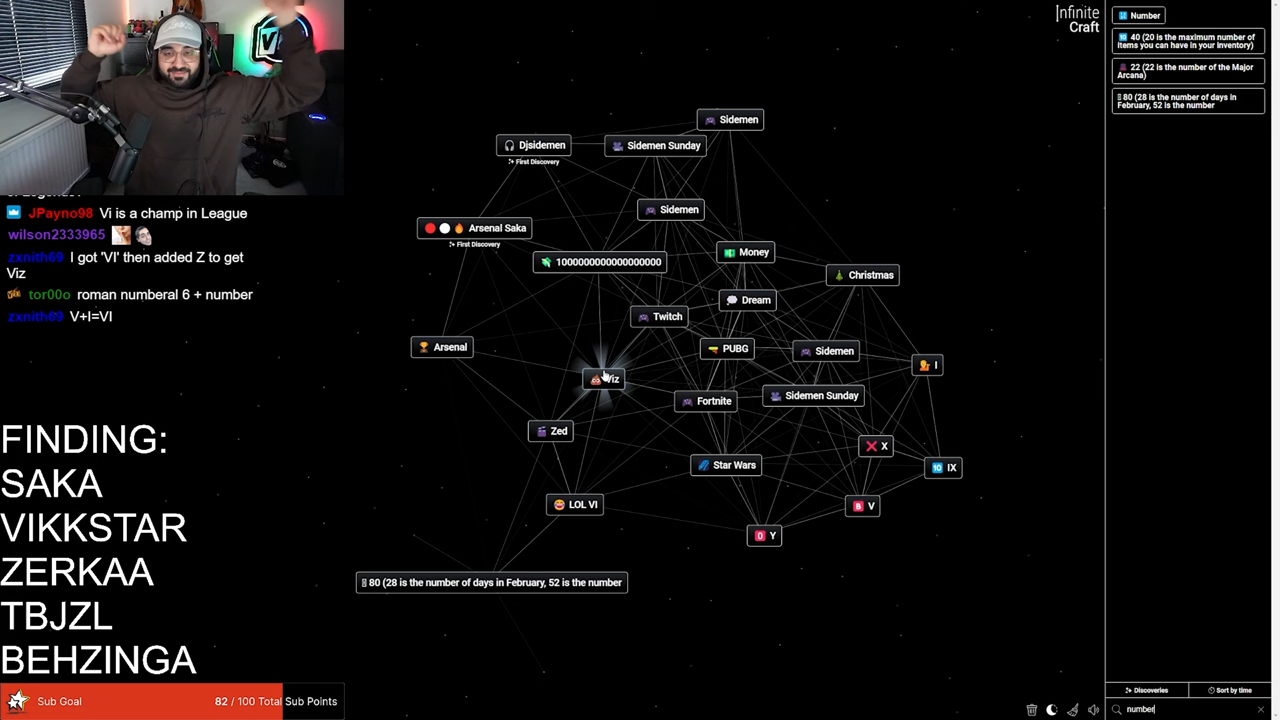 JPayno98 Vi is a champ in League
wilson2333965
zxnith69 I got 'VI' then added Z to get
Viz
tor00o roman numberal 6 + number
zxnith69 V+I=VI
FINDING:
SAKA
VIKKSTAR
ZERKAA
TBJZL
BEHZINGA
Sub Goal
82 / 100 Total Sub Points
Infinite
Craft
Sidemen
Djsidemen
First Discovery
Sidemen Sunday
Sidemen
Arsenal Saka
First Discovery
Money
1000000000000000000
Christmas
Dream
Twitch
Arsenal
PUBG
Sidemen
I
Viz
Fortnite
Sidemen Sunday
Zed
X
Star Wars
IX
LOL VI
V
Y
80 (28 is the number of days in February, 52 is the number
Number
40 (20 is the maximum number of
Items you can have in your Inventory)
22 (22 is the number of the Major
Arcana)
80 (28 is the number of days in
February, 52 is the number
Discoveries
Sort by time
number